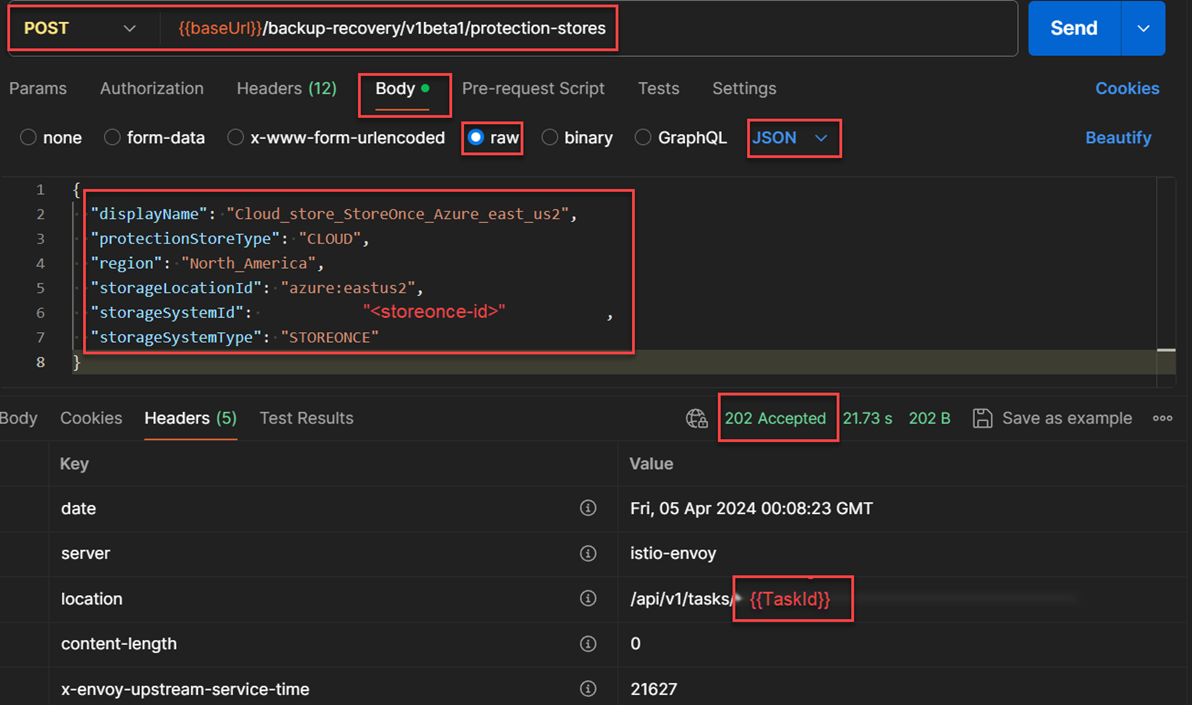 POST {{baseUrl}}/backup-recovery/v1beta1/protection-stores Send
Params Authorization Headers (12) Body Pre-request Script Tests Settings Cookies
none form-data x-www-form-urlencoded raw binary GraphQL JSON Beautify
1 {
2 "displayName": "Cloud_store_StoreOnce_Azure_east_us2",
3 "protectionStoreType": "CLOUD",
4 "region": "North_America",
5 "storageLocationId": "azure:eastus2",
6 "storageSystemId": "<storeonce-id>" ,
7 "storageSystemType": "STOREONCE"
8 }
Body Cookies Headers (5) Test Results 202 Accepted 21.73 s 202 B Save as example
Key Value
date Fri, 05 Apr 2024 00:08:23 GMT
server istio-envoy
location /api/v1/tasks/ {{TaskId}}
content-length 0
x-envoy-upstream-service-time 21627